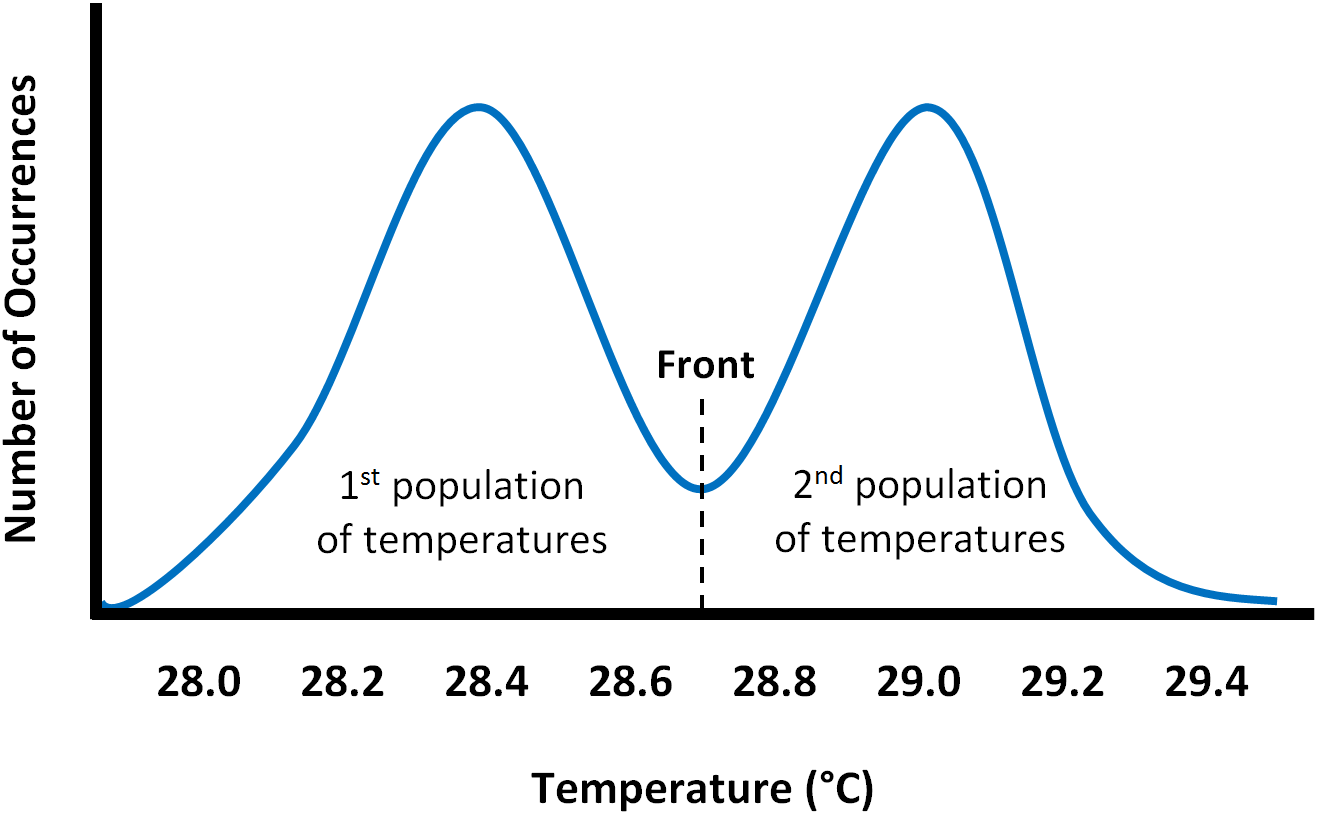 Number of Occurrences
Front
1st population
of temperatures
2nd population
of temperatures
28.0 28.2 28.4 28.6 28.8 29.0 29.2 29.4
Temperature (°C)